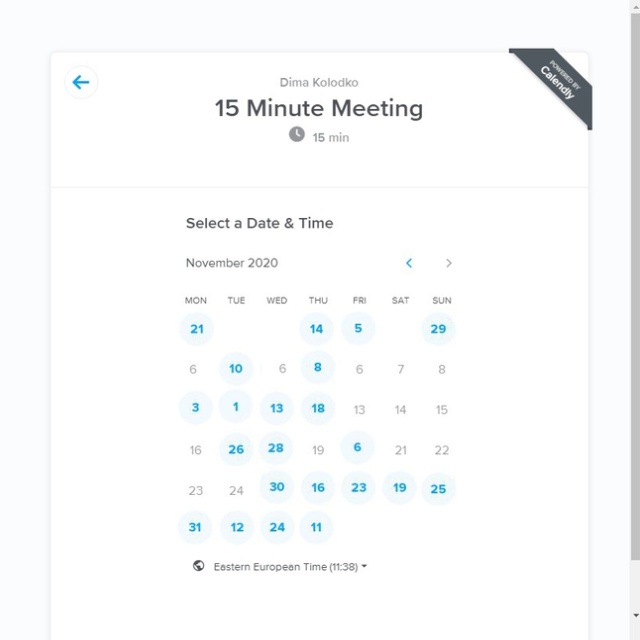 Dima Kolodko
15 Minute Meeting
15 min
POWERED BY
Calendly
Select a Date & Time
November 2020
MON TUE WED THU FRI SAT SUN
21 14 5 29
6 10 6 8 6 7 8
3 1 13 18 13 14 15
16 26 28 19 6 21 22
23 24 30 16 23 19 25
31 12 24 11
Eastern European Time (11:38)